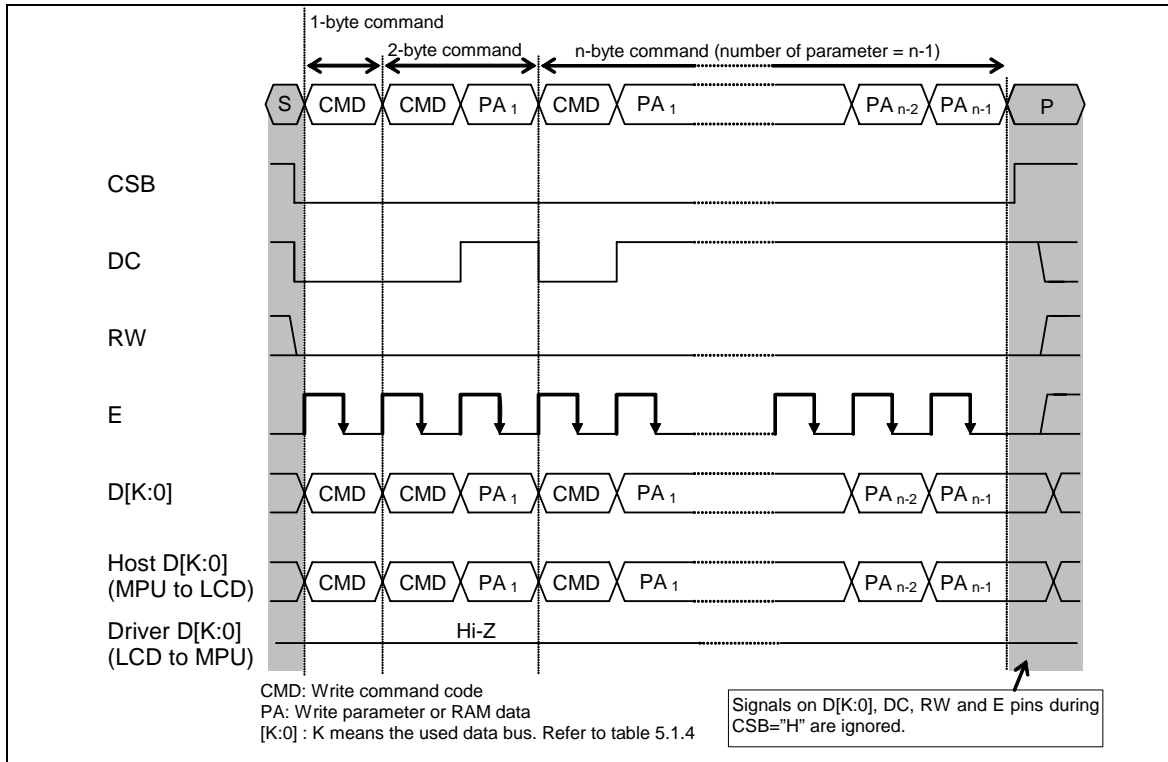 1-byte command
2-byte command
n-byte command (number of parameter = n-1)
S CMD CMD PA 1 CMD PA 1 PA n-2 PA n-1 P
CSB
DC
RW
E
D[K:0] CMD CMD PA 1 CMD PA 1 PA n-2 PA n-1
Host D[K:0]
(MPU to LCD) CMD CMD PA 1 CMD PA 1 PA n-2 PA n-1
Driver D[K:0]
(LCD to MPU) Hi-Z
CMD: Write command code
PA: Write parameter or RAM data
[K:0] : K means the used data bus. Refer to table 5.1.4
Signals on D[K:0], DC, RW and E pins during
CSB="H" are ignored.